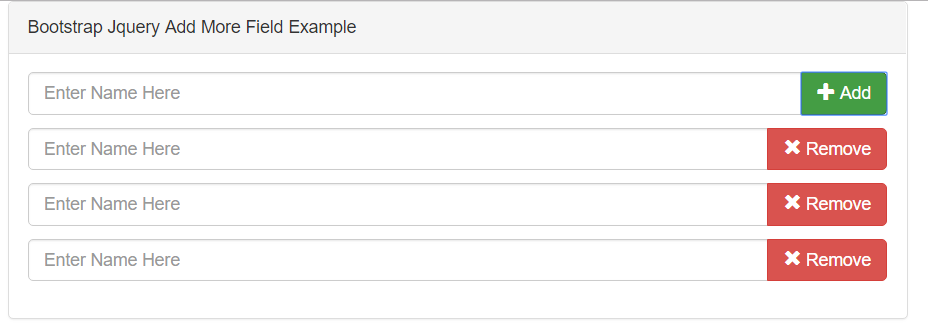 Bootstrap Jquery Add More Field Example
Enter Name Here Add
Enter Name Here Remove
Enter Name Here Remove
Enter Name Here Remove